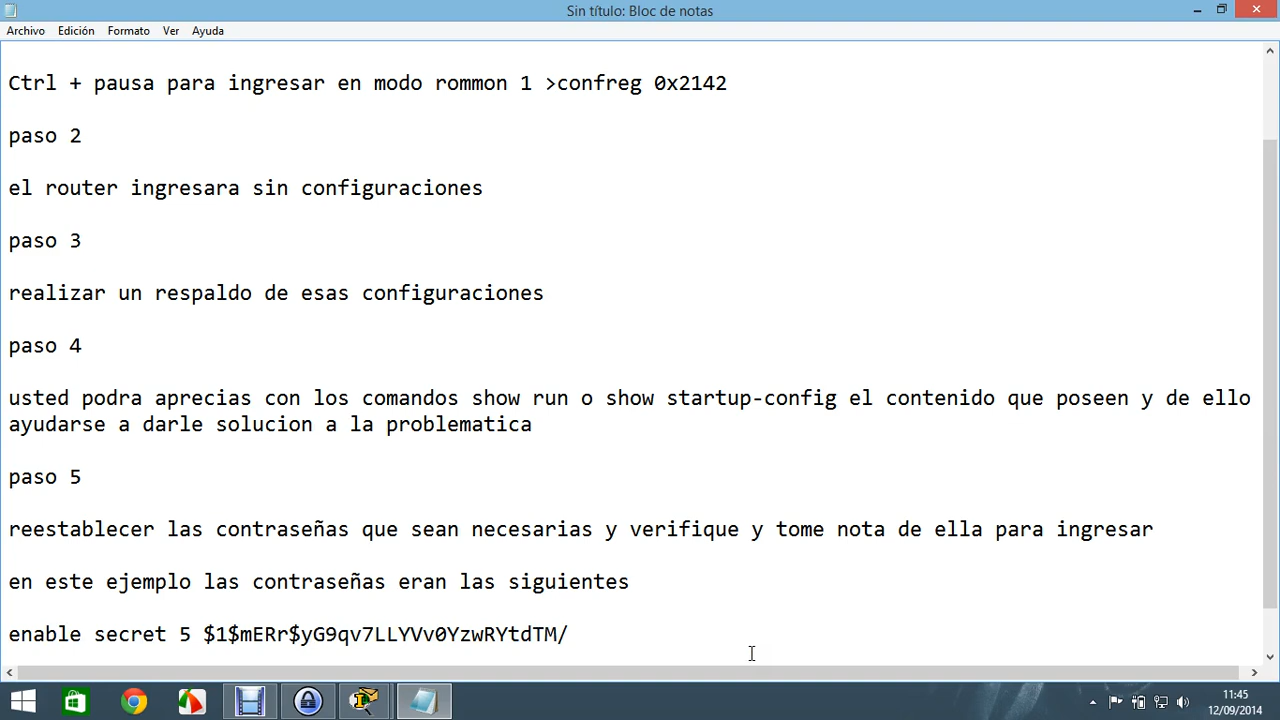 Sin título: Bloc de notas
Archivo Edición Formato Ver Ayuda
Ctrl + pausa para ingresar en modo rommon 1 >confreg 0x2142
paso 2
el router ingresara sin configuraciones
paso 3
realizar un respaldo de esas configuraciones
paso 4
usted podra aprecias con los comandos show run o show startup-config el contenido que poseen y de ello
ayudarse a darle solucion a la problematica
paso 5
reestablecer las contraseñas que sean necesarias y verifique y tome nota de ella para ingresar
en este ejemplo las contraseñas eran las siguientes
enable secret 5 $1$mERr$yG9qv7LLYVv0YzwRYtdTM/
11:45
12/09/2014